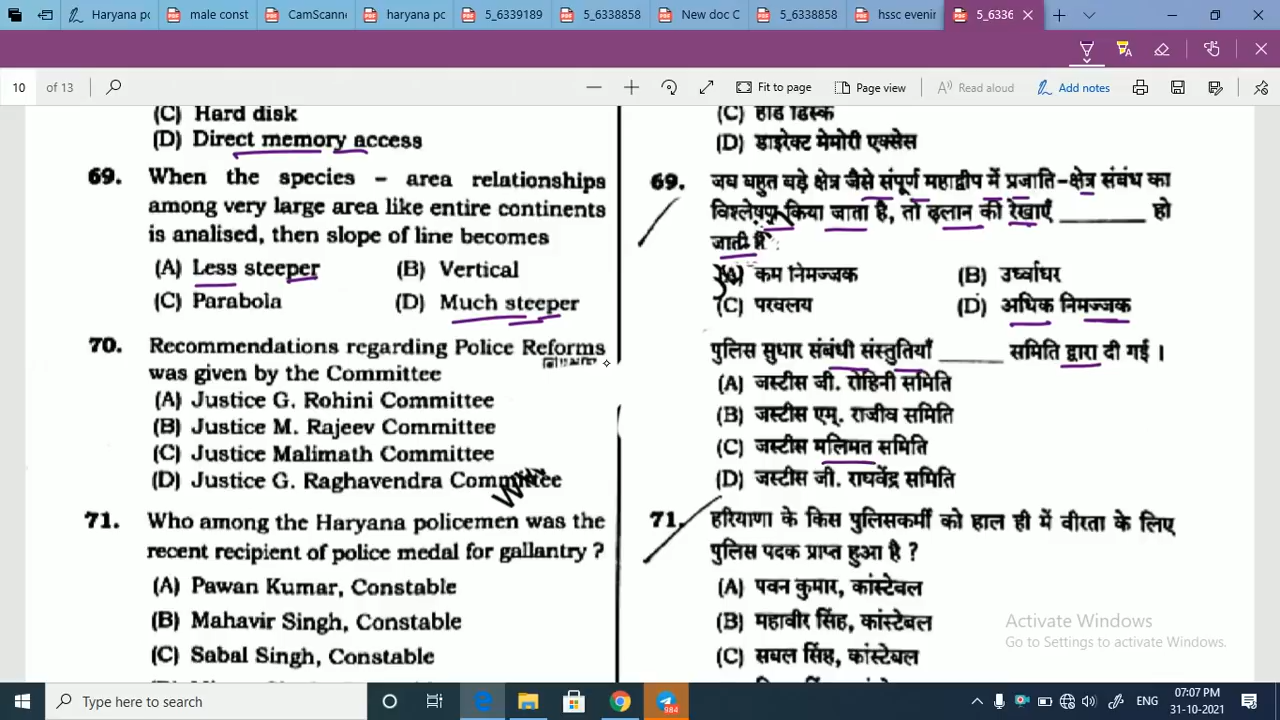 Haryana pc
male const
CamScanne
haryana pc
5_6339189
5_6338858
New doc C
5_6338858
hssc evenin
5_6336
10 of 13
Fit to page
Page view
Read aloud
Add notes
(C) Hard disk
(D) Direct memory access
69. When the species – area relationships
among very large area like entire continents
is analised, then slope of line becomes
(A) Less steeper (B) Vertical
(C) Parabola (D) Much steeper
70. Recommendations regarding Police Reforms
was given by the Committee
(A) Justice G. Rohini Committee
(B) Justice M. Rajeev Committee
(C) Justice Malimath Committee
(D) Justice G. Raghavendra Committee
71. Who among the Haryana policemen was the
recent recipient of police medal for gallantry ?
(A) Pawan Kumar, Constable
(B) Mahavir Singh, Constable
(C) Sabal Singh, Constable
(C) हार्ड डिस्क
(D) डाइरेक्ट मेमोरी एक्सेस
69. जब बहुत बड़े क्षेत्र जैसे संपूर्ण महाद्वीप में प्रजाति-क्षेत्र संबंध का
विश्लेषण किया जाता है, तो ढ़लान की रेखाएँ ________ हो
जाती हैं
(A) कम निमज्जक (B) उर्ध्वाधर
(C) परवलय (D) अधिक निमज्जक
पुलिस सुधार संबंधी संस्तुतियाँ ______ समिति द्वारा दी गई ।
(A) जस्टीस जी. रोहिनी समिति
(B) जस्टीस एम्. राजीव समिति
(C) जस्टीस मलिमत समिति
(D) जस्टीस जी. राघवेंद्र समिति
71. हरियाणा के किस पुलिसकर्मी को हाल ही में वीरता के लिए
पुलिस पदक प्राप्त हुआ है ?
(A) पवन कुमार, कांस्टेबल
(B) महावीर सिंह, कांस्टेबल
(C) सबल सिंह, कांस्टेबल
Activate Windows
Go to Settings to activate Windows.
Type here to search
984
ENG
07:07 PM
31-10-2021